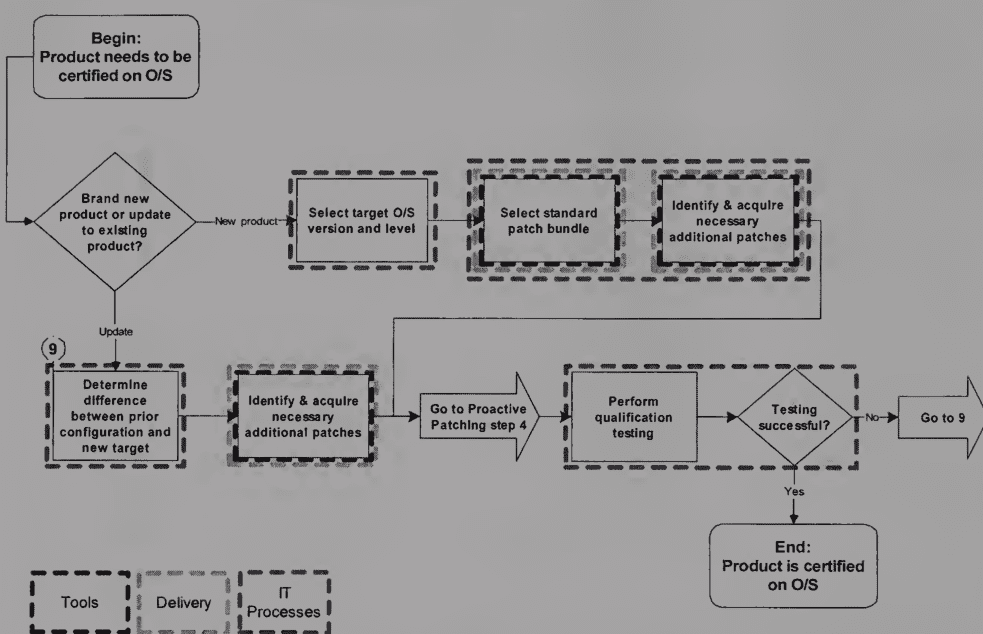 Begin:
Product needs to be
certified on O/S
Brand new
product or update
to existing
product?
New product
Select target O/S
version and level
Select standard
patch bundle
Identify & acquire
necessary
additional patches
Update
9
Determine
difference
between prior
configuration and
new target
Identify & acquire
necessary
additional patches
Go to Proactive
Patching step 4
Perform
qualification
testing
Testing
successful?
No
Go to 9
Yes
End:
Product is certified
on O/S
Tools
Delivery
IT
Processes